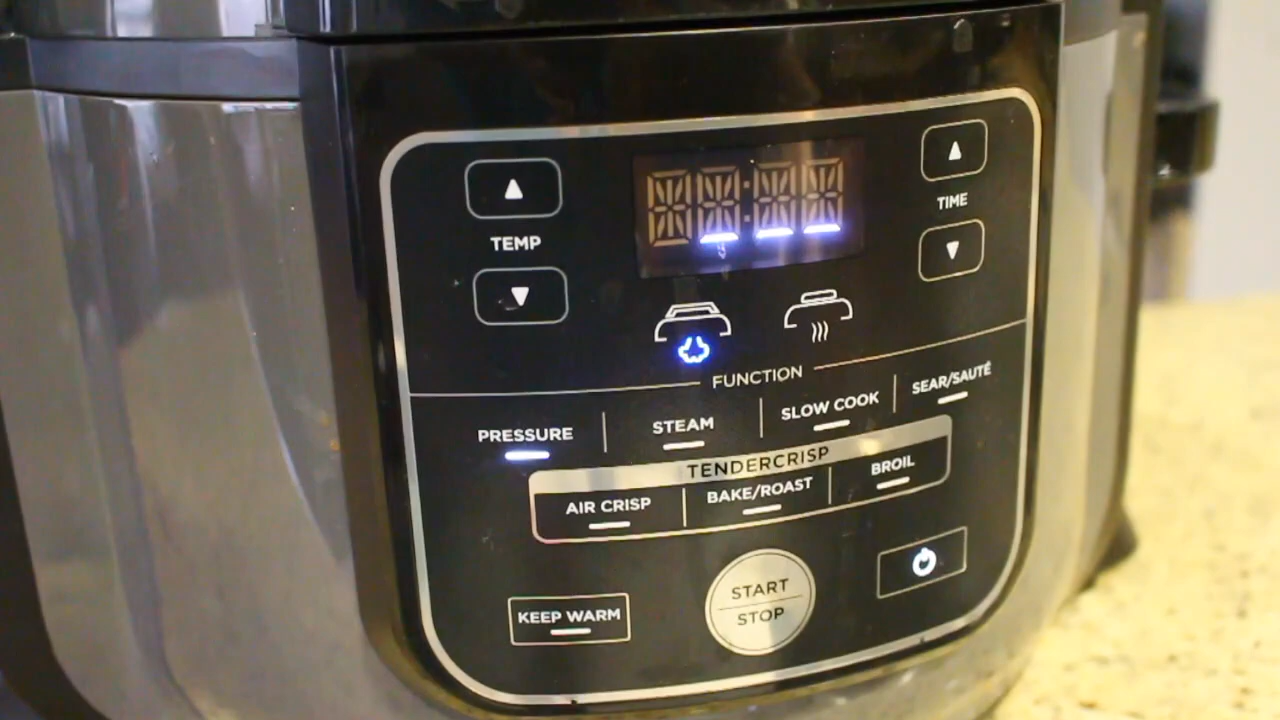 TEMP
TIME
FUNCTION
PRESSURE
STEAM
SLOW COOK
SEAR/SAUTÉ
TENDERCRISP
AIR CRISP
BAKE/ROAST
BROIL
KEEP WARM
START
STOP